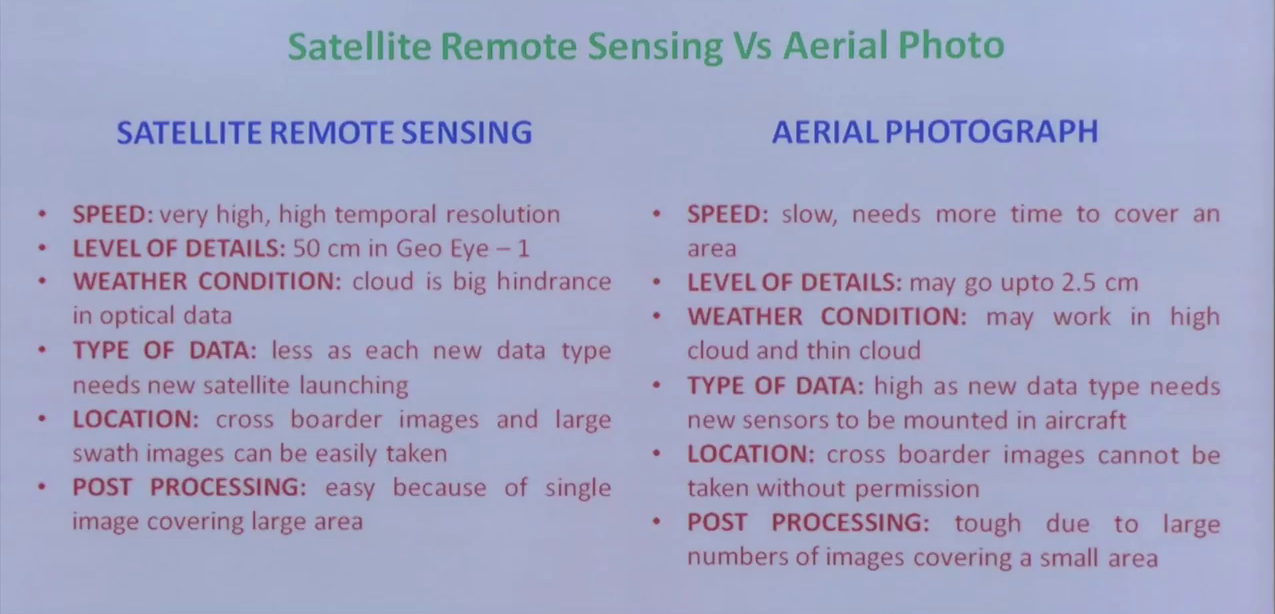 Satellite Remote Sensing Vs Aerial Photo
SATELLITE REMOTE SENSING
• SPEED: very high, high temporal resolution
• LEVEL OF DETAILS: 50 cm in Geo Eye – 1
• WEATHER CONDITION: cloud is big hindrance
in optical data
• TYPE OF DATA: less as each new data type
needs new satellite launching
• LOCATION: cross boarder images and large
swath images can be easily taken
• POST PROCESSING: easy because of single
image covering large area
AERIAL PHOTOGRAPH
• SPEED: slow, needs more time to cover an
area
• LEVEL OF DETAILS: may go upto 2.5 cm
• WEATHER CONDITION: may work in high
cloud and thin cloud
• TYPE OF DATA: high as new data type needs
new sensors to be mounted in aircraft
• LOCATION: cross boarder images cannot be
taken without permission
• POST PROCESSING: tough due to large
numbers of images covering a small area